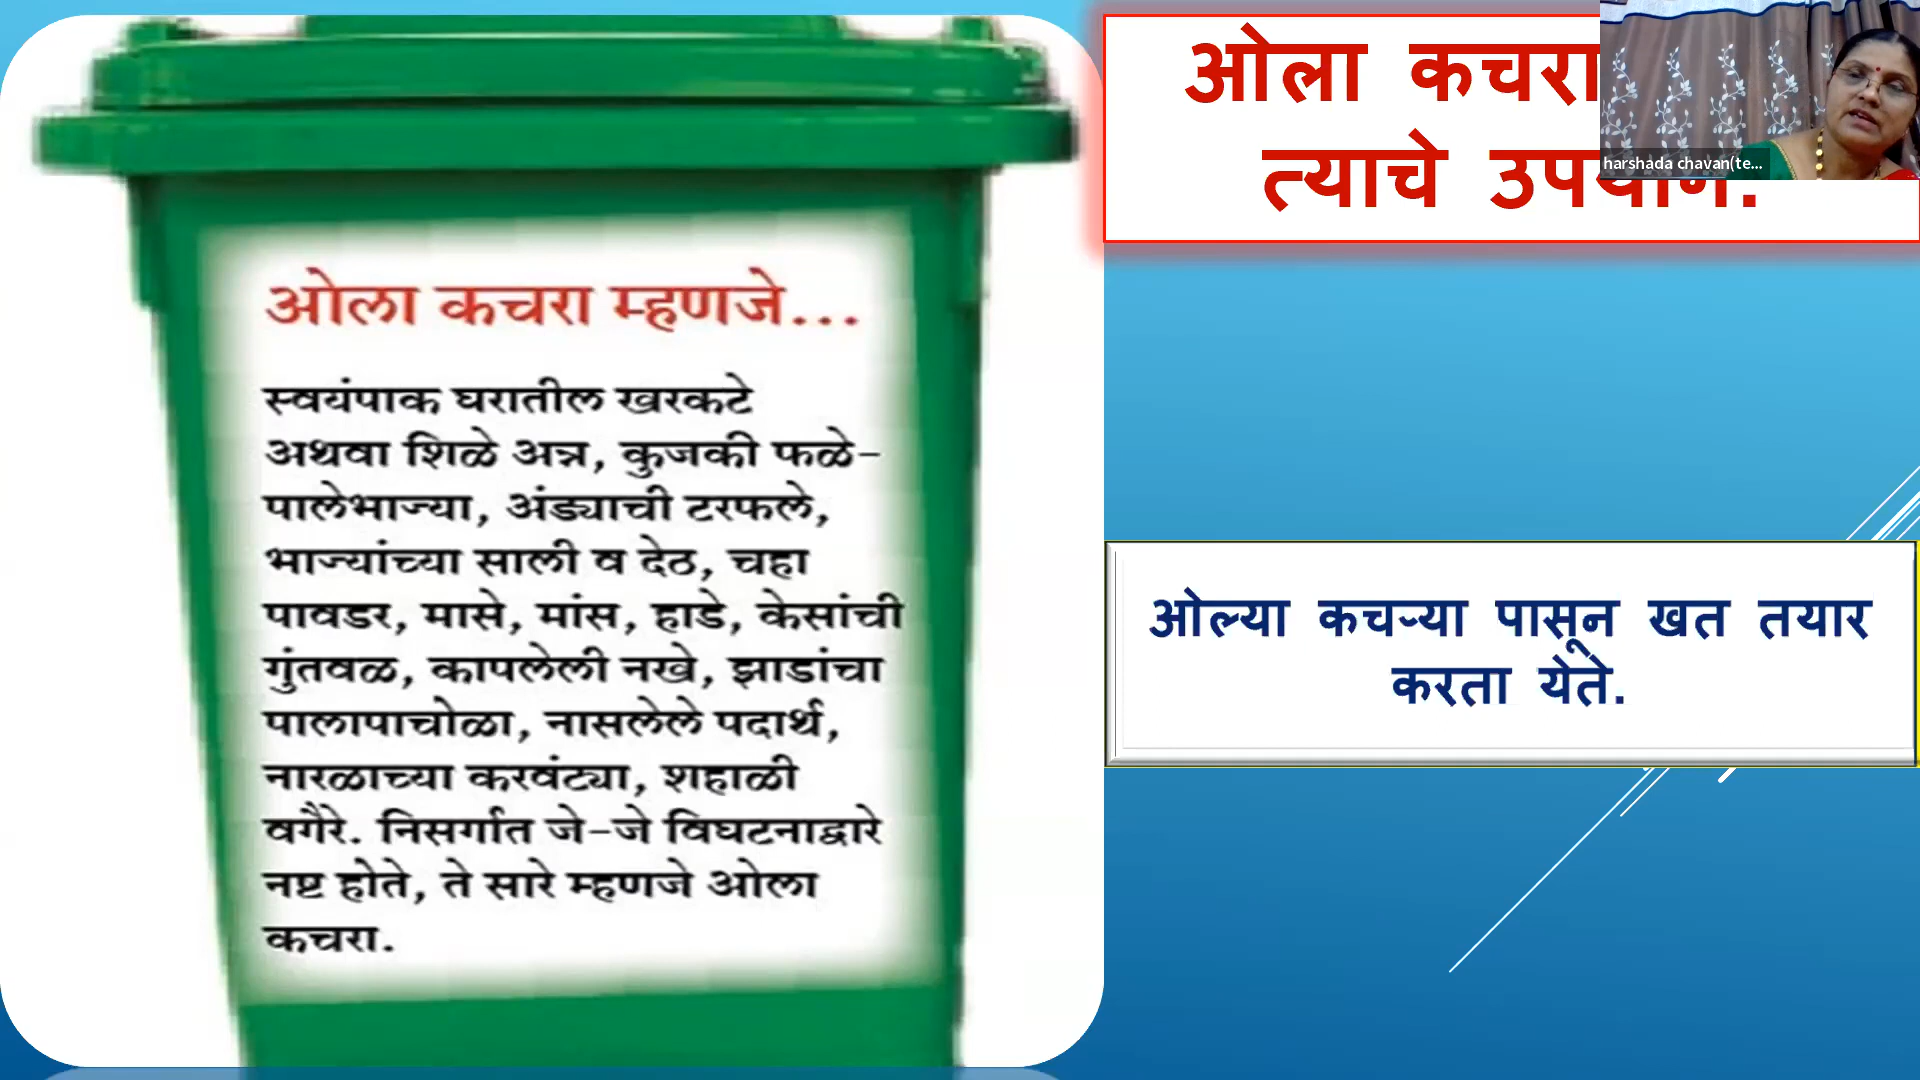 ओला कचरा
त्याचे
harshada chavan(te...
ओला कचरा म्हणजे...
स्वयंपाक घरातील खरकटे
अथवा शिळे अन्न, कुजकी फळे-
पालेभाज्या, अंड्याची टरफले,
भाज्यांच्या साली व देठ, चहा
पावडर, मासे, मांस, हाडे, केसांची
गुंतवळ, कापलेली नखे, झाडांचा
पालापाचोळा, नासलेले पदार्थ,
नारळाच्या करवंट्या, शहाळी
वगैरे. निसर्गात जे-जे विघटनाद्वारे
नष्ट होते, ते सारे म्हणजे ओला
कचरा.
ओल्या कचऱ्या पासून खत तयार
करता येते.